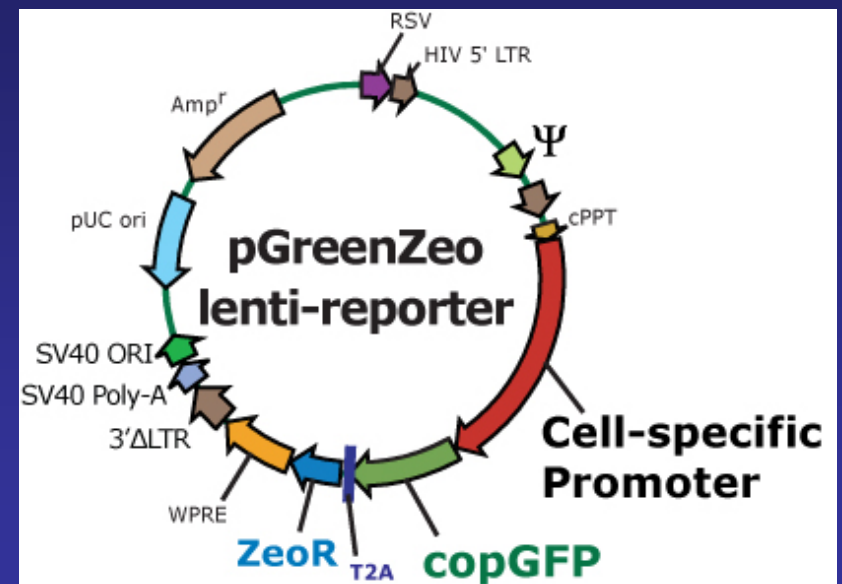 RSV
HIV 5' LTR
Ampʳ
Ψ
cPPT
pUC ori
pGreenZeo
lenti-reporter
SV40 ORI
SV40 Poly-A
3'ΔLTR
Cell-specific
Promoter
WPRE
ZeoR
T2A
copGFP